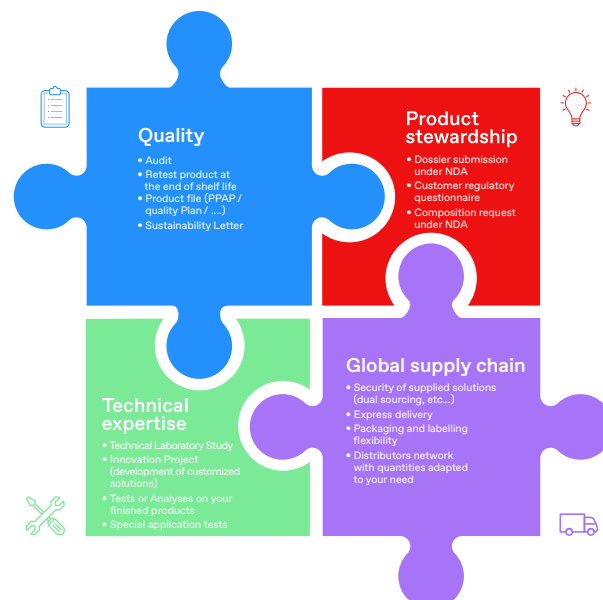 Quality
• Audit
• Retest product at
the end of shelf life
• Product file (PPAP /
quality Plan / ....)
• Sustainability Letter
Product
stewardship
• Dossier submission
under NDA
• Customer regulatory
questionnaire
• Composition request
under NDA
Technical
expertise
• Technical Laboratory Study
• Innovation Project
(development of customized
solutions)
• Tests or Analyses on your
finished products
• Special application tests
Global supply chain
• Security of supplied solutions
(dual sourcing, etc...)
• Express delivery
• Packaging and labelling
flexibility
• Distributors network
with quantities adapted
to your need